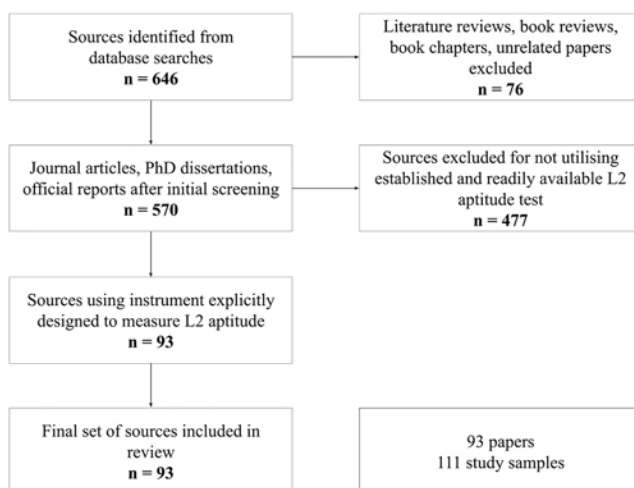 Sources identified from
database searches
n = 646
Literature reviews, book reviews,
book chapters, unrelated papers
excluded
n = 76
Journal articles, PhD dissertations,
official reports after initial screening
n = 570
Sources excluded for not utilising
established and readily available L2
aptitude test
n = 477
Sources using instrument explicitly
designed to measure L2 aptitude
n = 93
Final set of sources included in
review
n = 93
93 papers
111 study samples